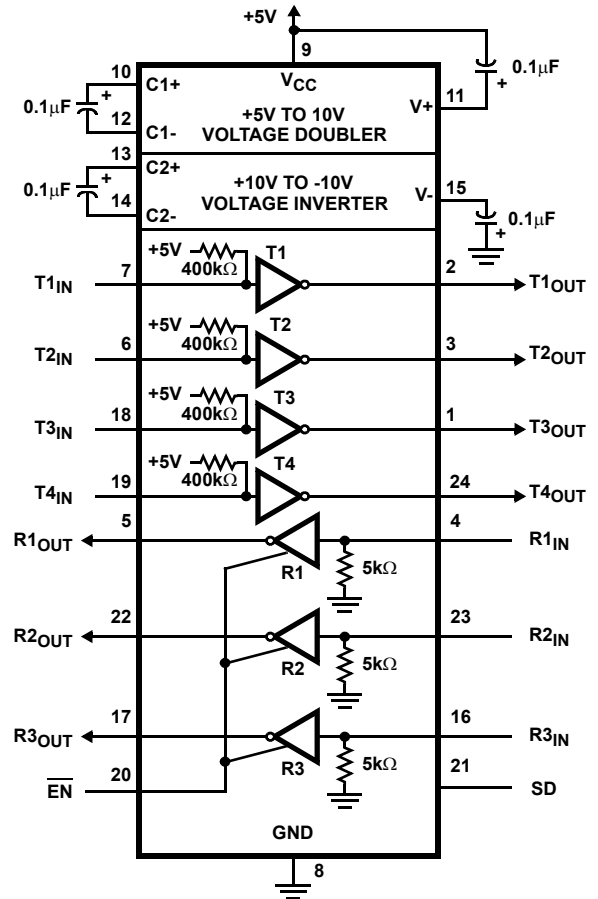 +5V
9
10
C1+
VCC
0.1µF
+
0.1µF
+
V+
11
+5V TO 10V
VOLTAGE DOUBLER
12
C1-
13
C2+
0.1µF
+
+10V TO -10V
VOLTAGE INVERTER
V-
15
14
C2-
0.1µF
+
+5V
400kΩ
T1
T1IN
7
2
T1OUT
+5V
400kΩ
T2
T2IN
6
3
T2OUT
+5V
400kΩ
T3
T3IN
18
1
T3OUT
+5V
400kΩ
T4
T4IN
19
24
T4OUT
R1OUT
5
4
R1IN
R1
5kΩ
R2OUT
22
23
R2IN
R2
5kΩ
R3OUT
17
16
R3IN
R3
5kΩ
EN
20
21
SD
GND
8